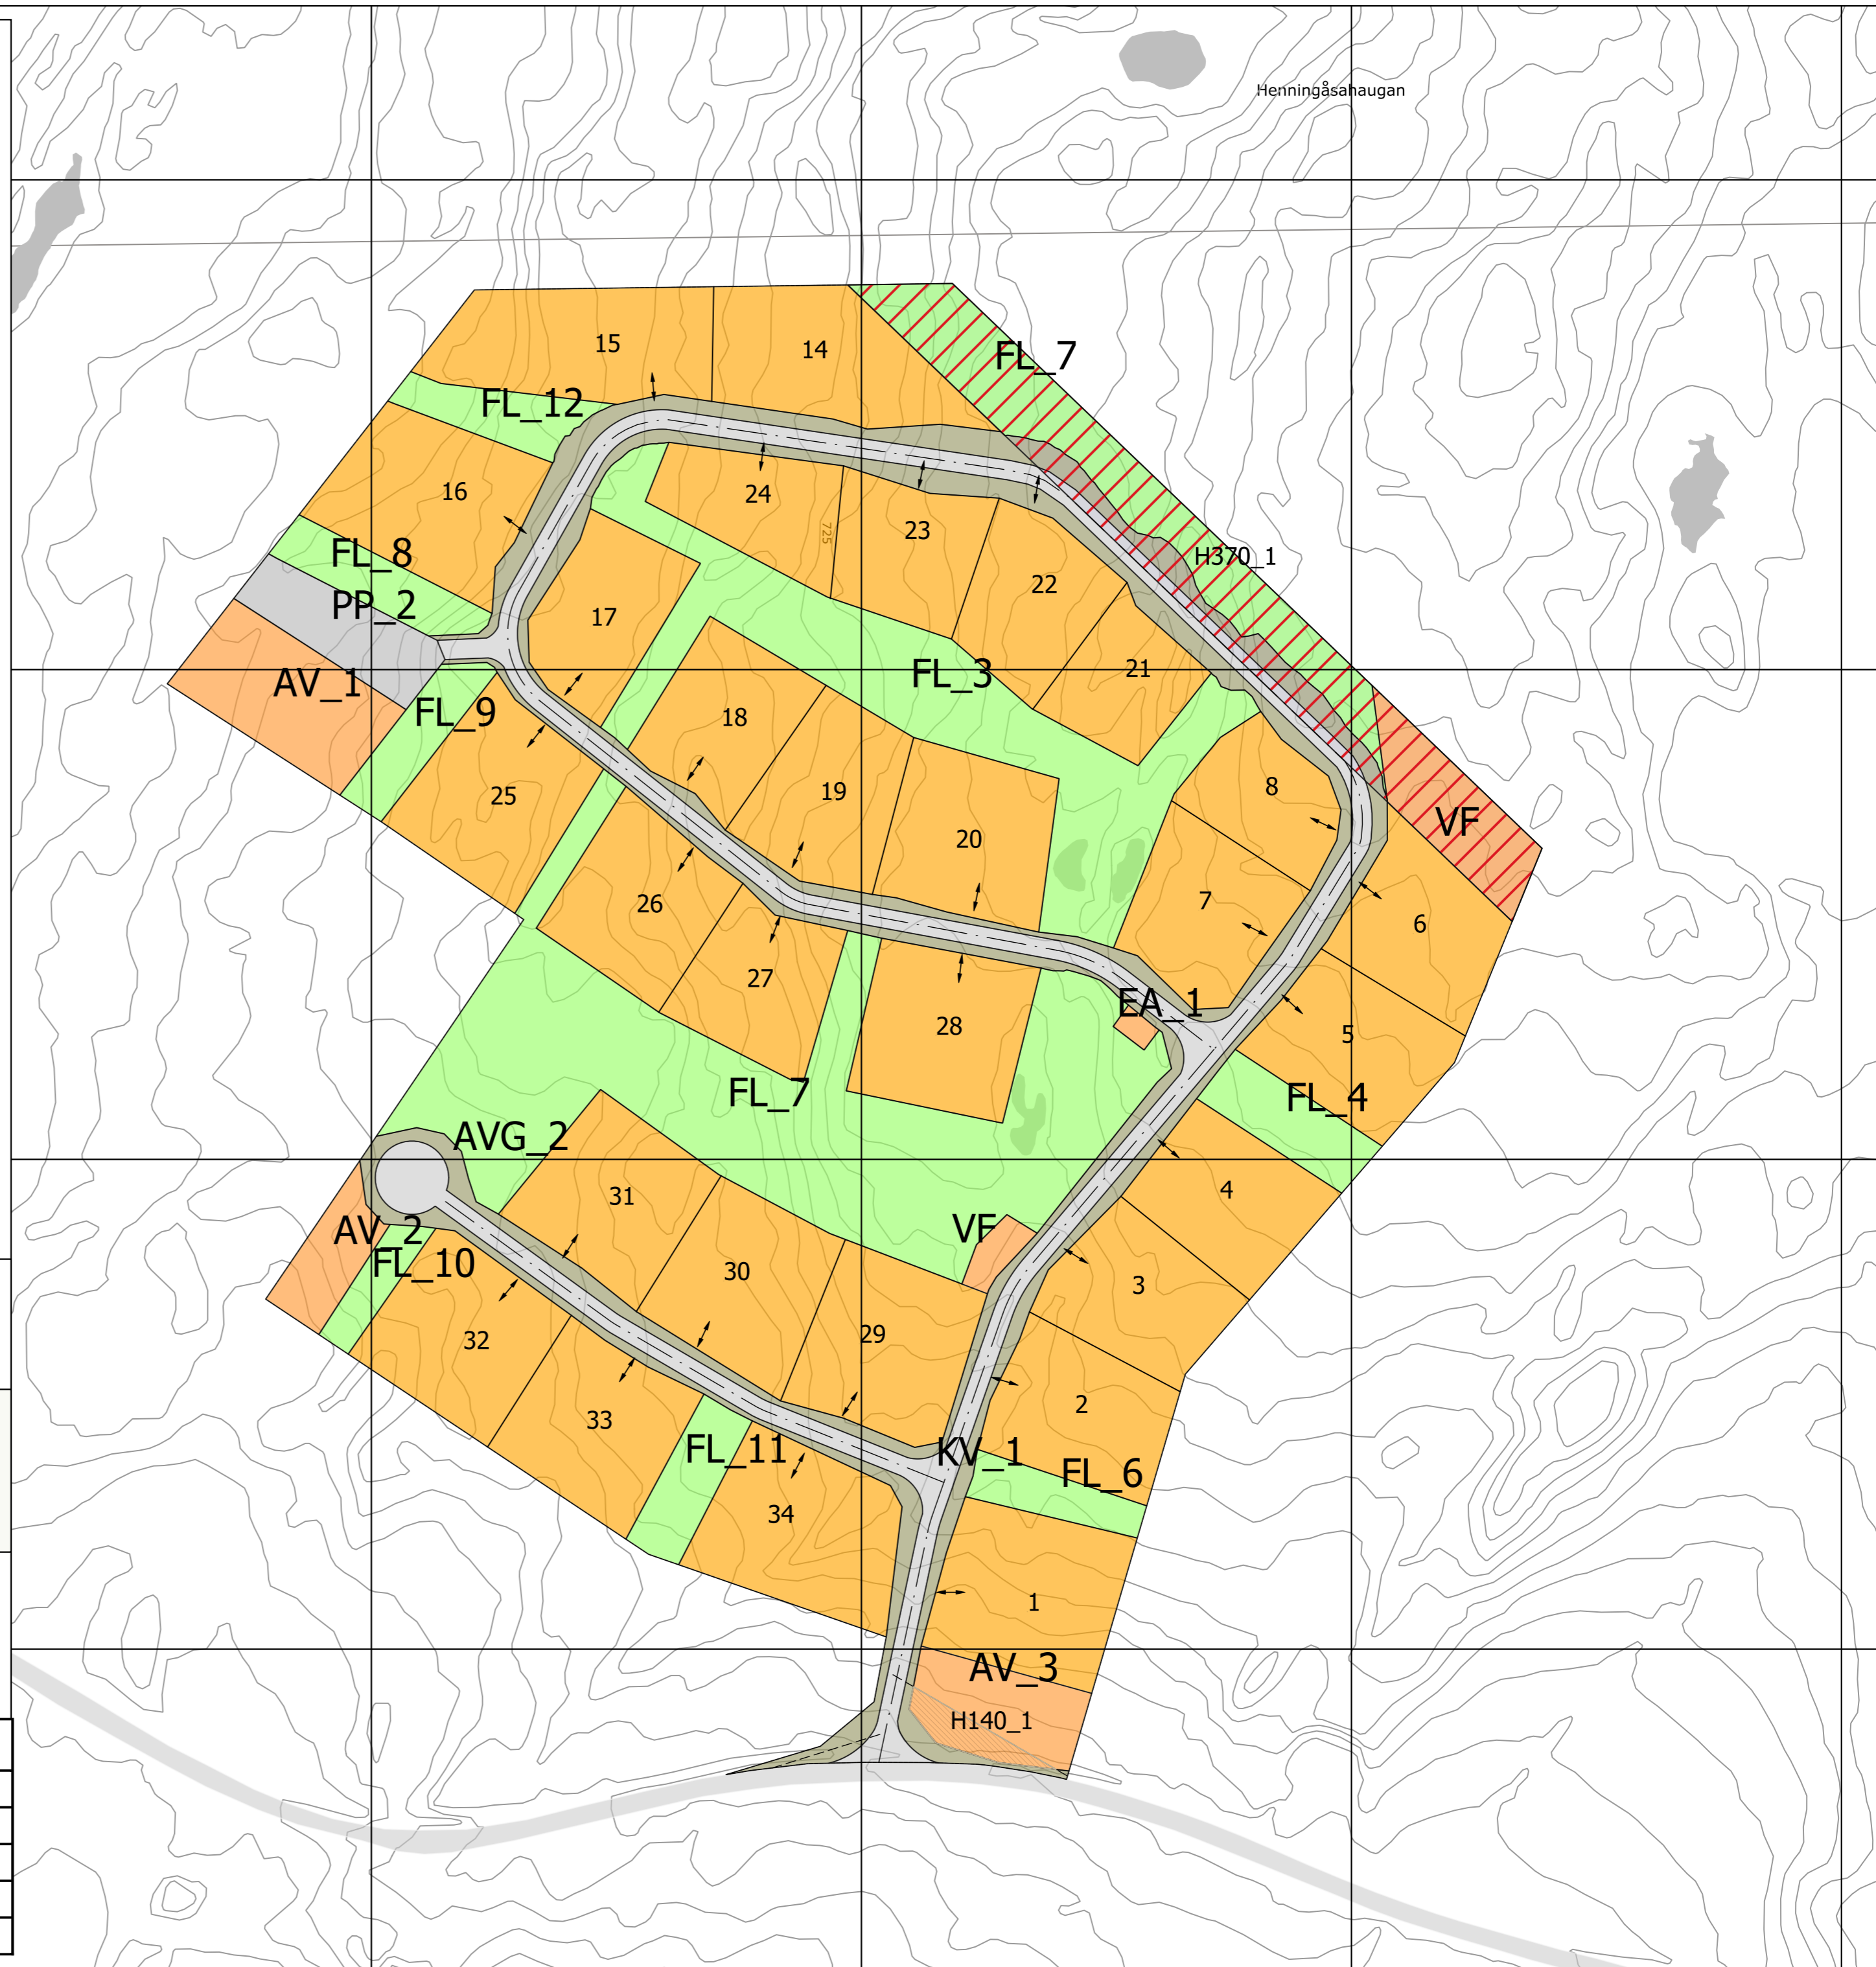 Henningåsahaugan
15
14
FL_7
FL_12
16
24
23
725
FL_8
H370_1
22
PP_2
17
FL_3
21
AV_1
FL_9
18
8
25
19
VF
20
7
26
6
27
EA_1
28
5
FL_7
FL_4
AVG_2
31
4
VF
AV_2
FL_10
30
3
29
32
2
33
FL_11
KV_1
FL_6
34
1
AV_3
H140_1